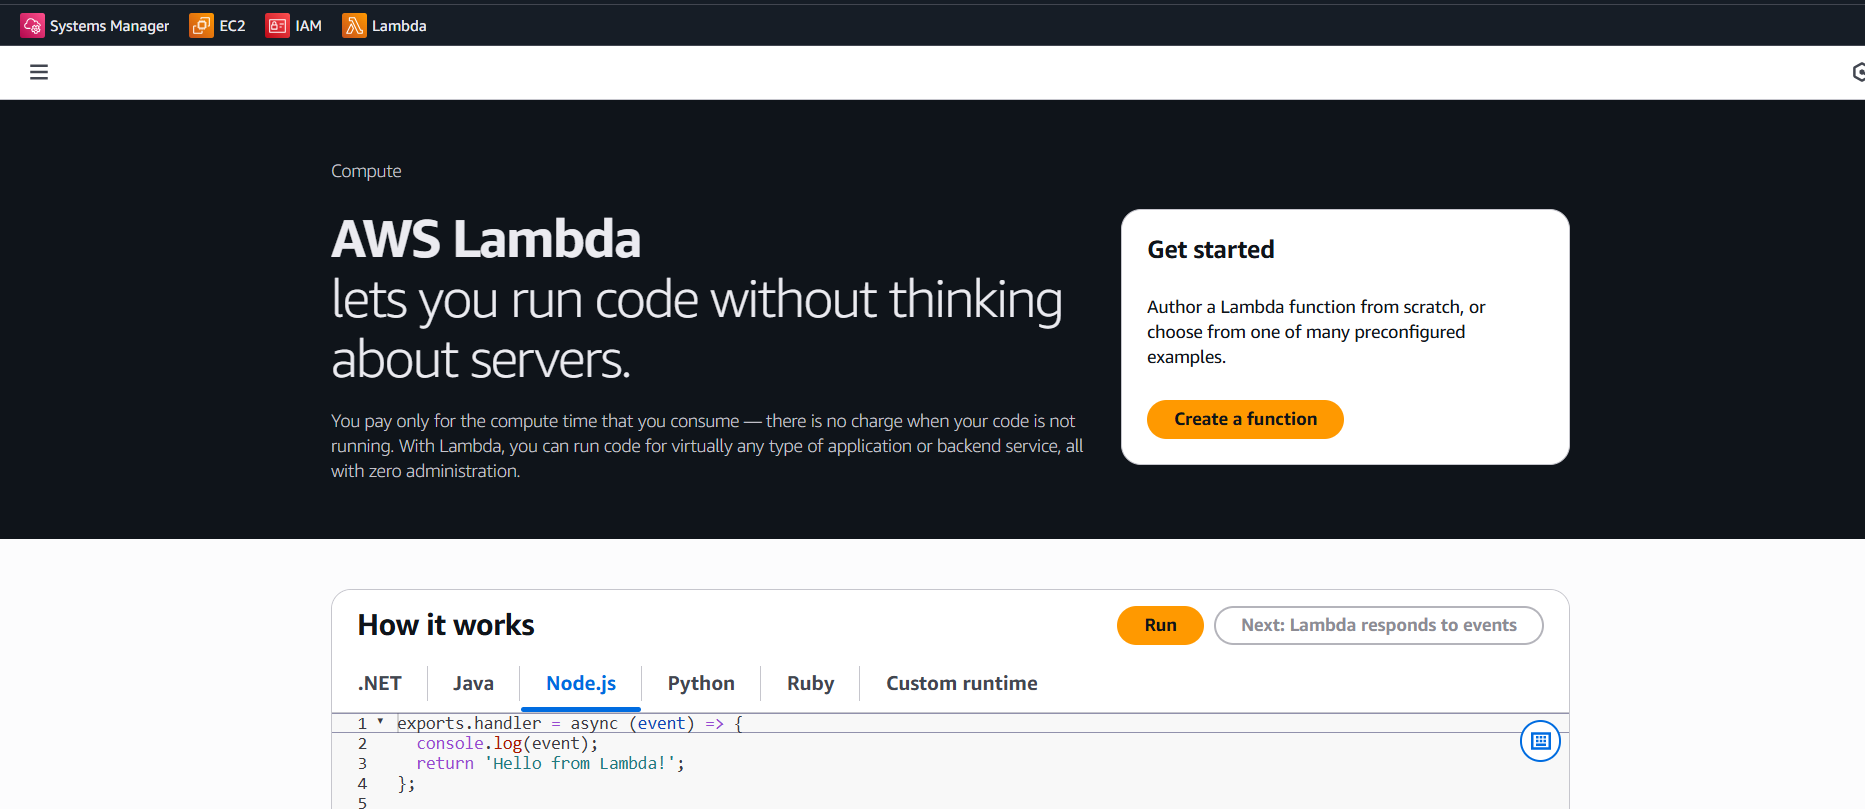 Systems Manager EC2 IAM Lambda
Compute
AWS Lambda
lets you run code without thinking
about servers.
You pay only for the compute time that you consume — there is no charge when your code is not
running. With Lambda, you can run code for virtually any type of application or backend service, all
with zero administration.
Get started
Author a Lambda function from scratch, or
choose from one of many preconfigured
examples.
Create a function
How it works
Run
Next: Lambda responds to events
.NET Java Node.js Python Ruby Custom runtime
1 exports.handler = async (event) => {
2 console.log(event);
3 return 'Hello from Lambda!';
4 };
5